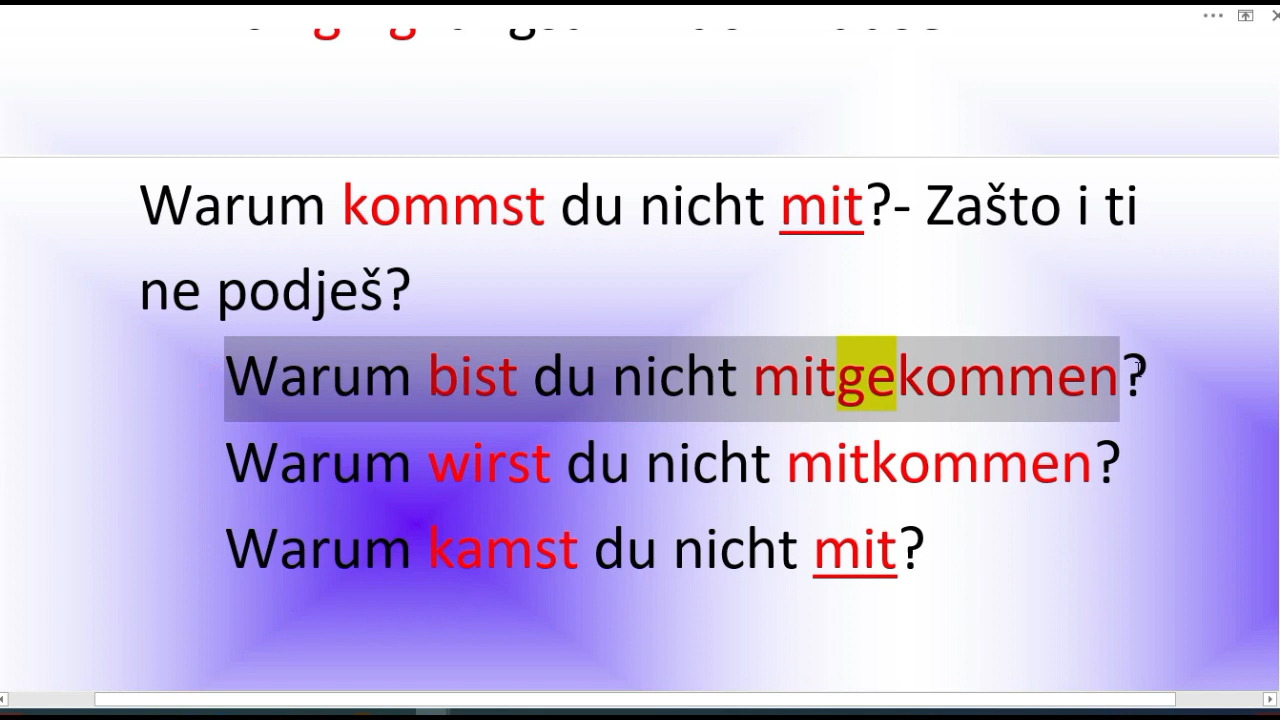 Warum kommst du nicht mit?- Zašto i ti
ne podješ?
Warum bist du nicht mitgekommen?
Warum wirst du nicht mitkommen?
Warum kamst du nicht mit?